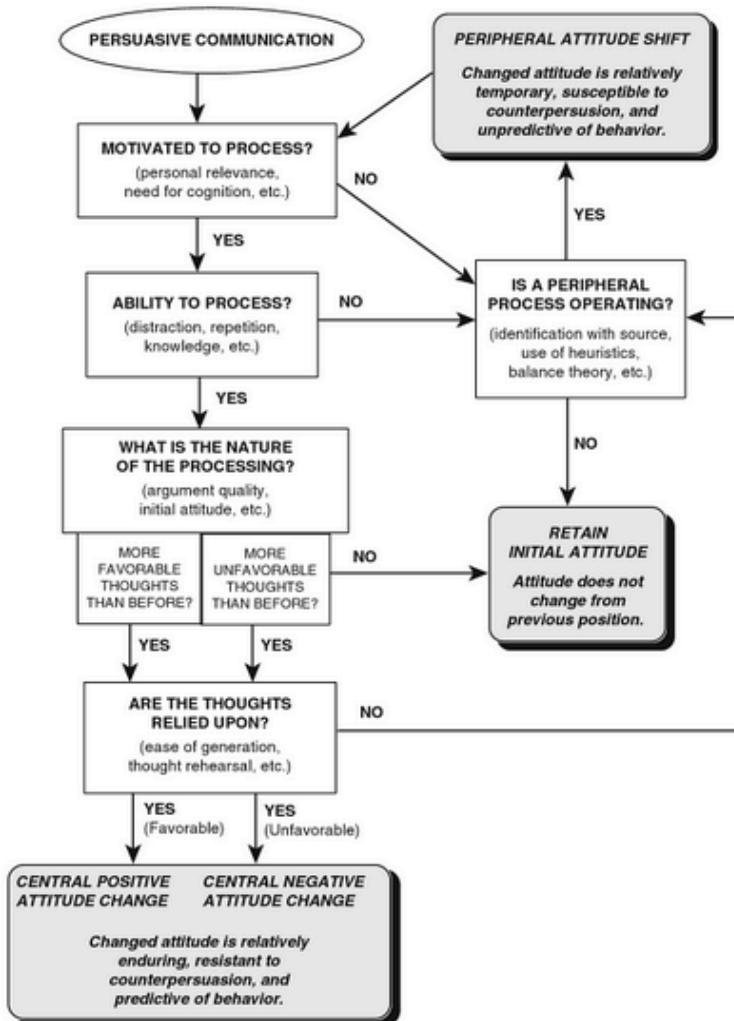 PERSUASIVE COMMUNICATION
PERIPHERAL ATTITUDE SHIFT
Changed attitude is relatively
temporary, susceptible to
counterpersusion, and
unpredictive of behavior.
MOTIVATED TO PROCESS?
(personal relevance,
need for cognition, etc.)
NO
YES
YES
ABILITY TO PROCESS?
(distraction, repetition,
knowledge, etc.)
NO
IS A PERIPHERAL
PROCESS OPERATING?
(identification with source,
use of heuristics,
balance theory, etc.)
YES
NO
WHAT IS THE NATURE
OF THE PROCESSING?
(argument quality,
initial attitude, etc.)
MORE
FAVORABLE
THOUGHTS
THAN BEFORE?
MORE
UNFAVORABLE
THOUGHTS
THAN BEFORE?
NO
RETAIN
INITIAL ATTITUDE
Attitude does not
change from
previous position.
YES
YES
ARE THE THOUGHTS
RELIED UPON?
(ease of generation,
thought rehearsal, etc.)
NO
YES
(Favorable)
YES
(Unfavorable)
CENTRAL POSITIVE
ATTITUDE CHANGE
CENTRAL NEGATIVE
ATTITUDE CHANGE
Changed attitude is relatively
enduring, resistant to
counterpersuasion, and
predictive of behavior.